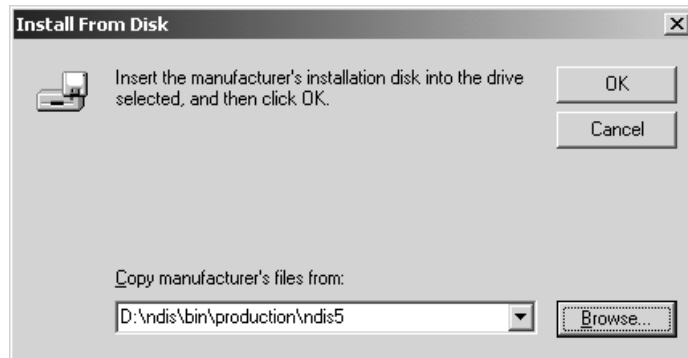 Install From Disk
Insert the manufacturer's installation disk into the drive
selected, and then click OK.
OK
Cancel
Copy manufacturer's files from:
D:\ndis\bin\production\ndis5
Browse...